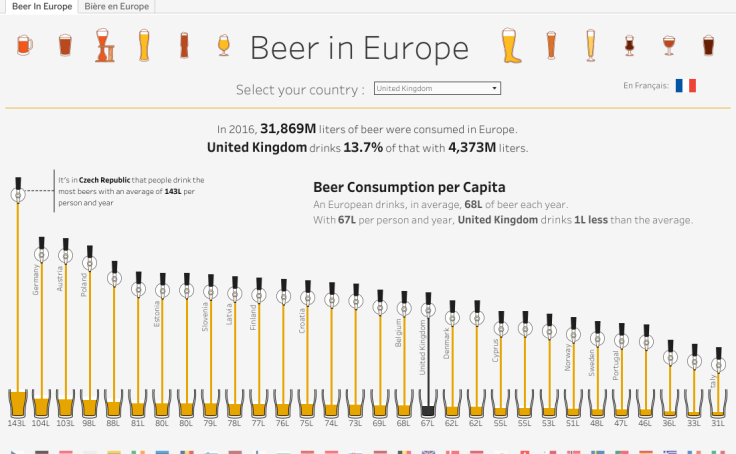 Beer In Europe Bière en Europe
Beer in Europe
Select your country : United Kingdom
En Français:
In 2016, 31,869M liters of beer were consumed in Europe.
United Kingdom drinks 13.7% of that with 4,373M liters.
It's in Czech Republic that people drink the
most beers with an average of 143L per
person and year
Beer Consumption per Capita
An European drinks, in average, 68L of beer each year.
With 67L per person and year, United Kingdom drinks 1L less than the average.
Germany
Austria
Poland
Estonia
Slovenia
Latvia
Finland
Croatia
Belgium
United Kingdom
Denmark
Cyprus
Norway
Sweden
Portugal
Italy
143L 104L 103L 98L 88L 81L 80L 80L 79L 78L 77L 76L 75L 74L 73L 69L 68L 67L 62L 62L 55L 55L 53L 51L 48L 47L 46L 36L 33L 31L